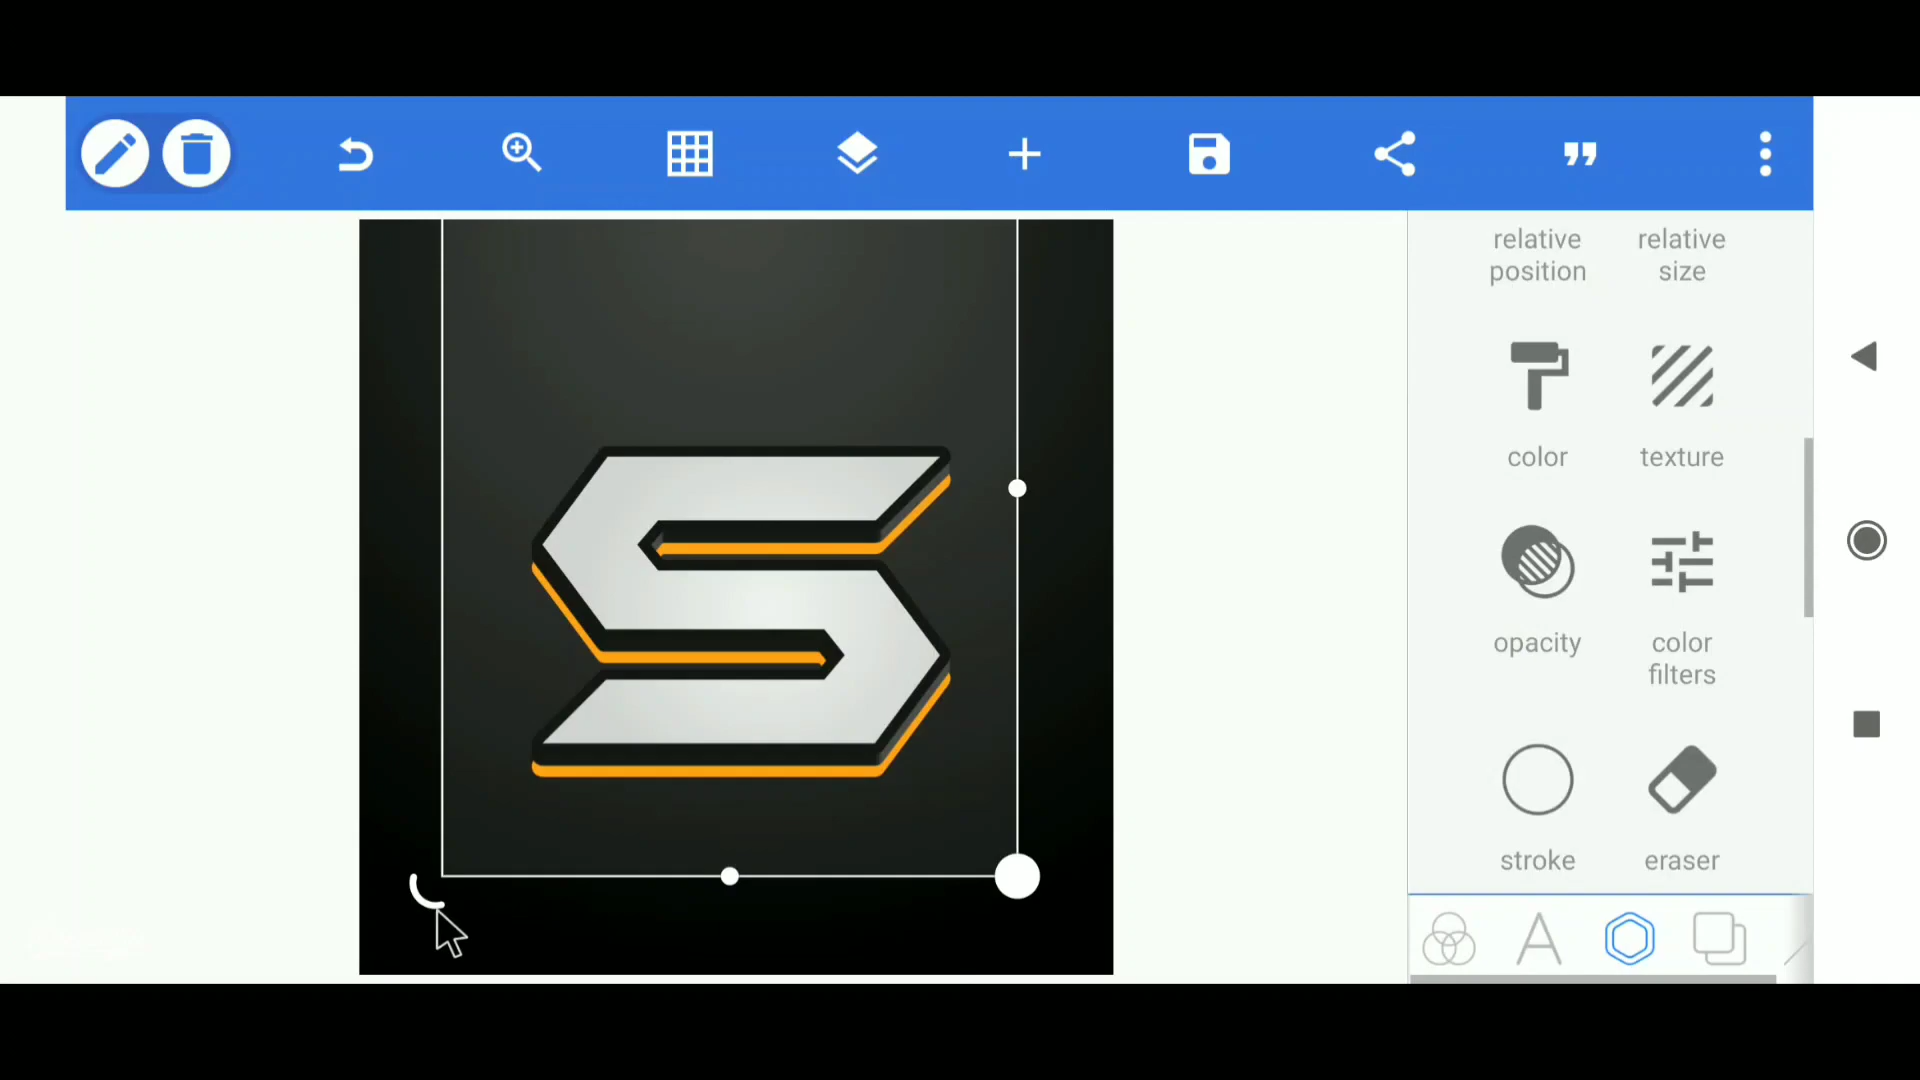 relative relative
position size
S
color texture
opacity color
filters
stroke eraser